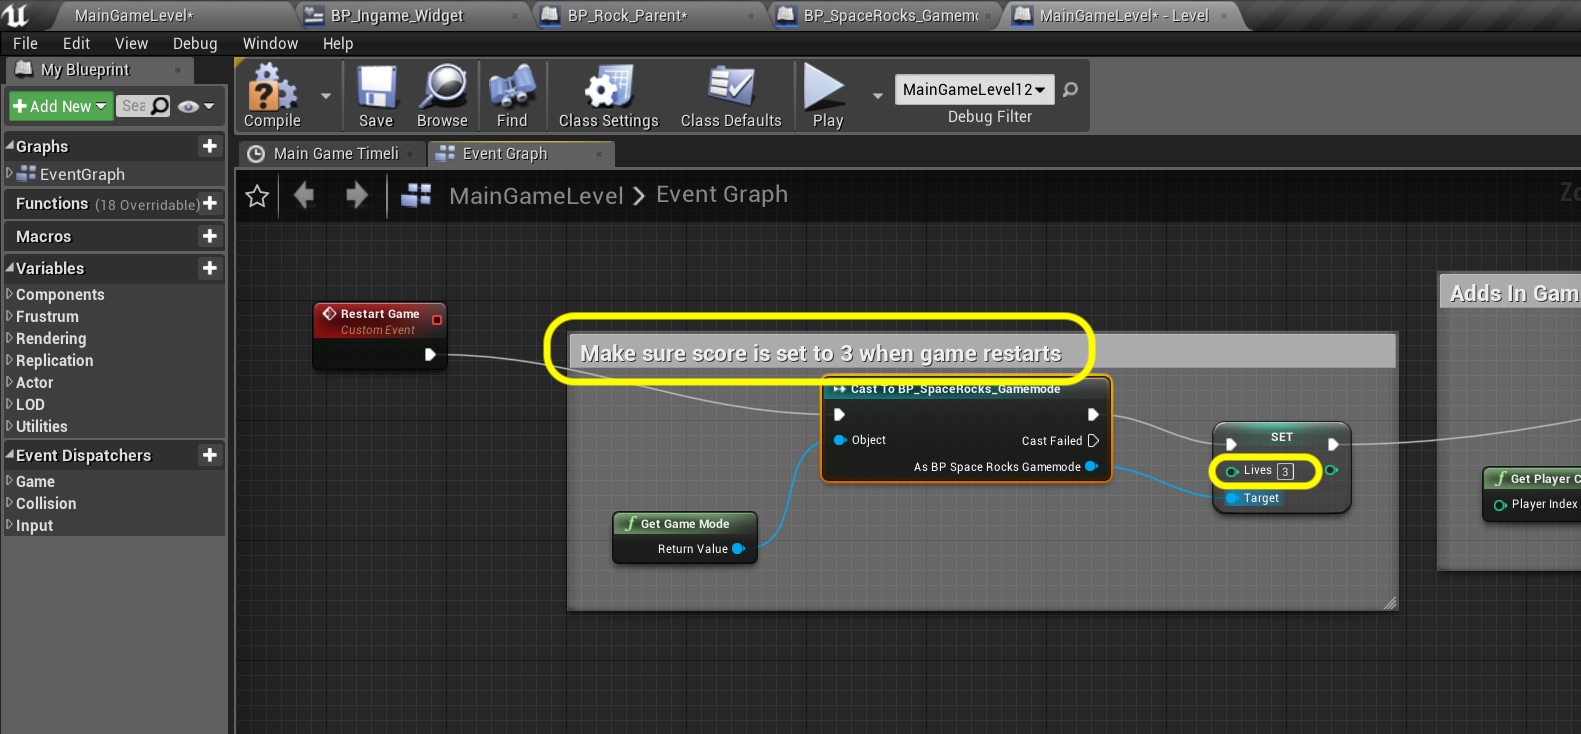 MainGameLevel*
BP_Ingame_Widget
BP_Rock_Parent*
BP_SpaceRocks_Gamemo
MainGameLevel* - Level
File Edit View Debug Window Help
My Blueprint
Add New
Sea
Compile
Save
Browse
Find
Class Settings
Class Defaults
Play
MainGameLevel12
Debug Filter
Graphs
EventGraph
Functions (18 Overridable)
Macros
Variables
Components
Frustrum
Rendering
Replication
Actor
LOD
Utilities
Event Dispatchers
Game
Collision
Input
Main Game Timeli
Event Graph
MainGameLevel > Event Graph
Zo
Restart Game
Custom Event
Make sure score is set to 3 when game restarts
Cast To BP_SpaceRocks_Gamemode
Object
Cast Failed
As BP Space Rocks Gamemode
Get Game Mode
Return Value
SET
Lives 3
Target
Adds In Gam
Get Player C
Player Index